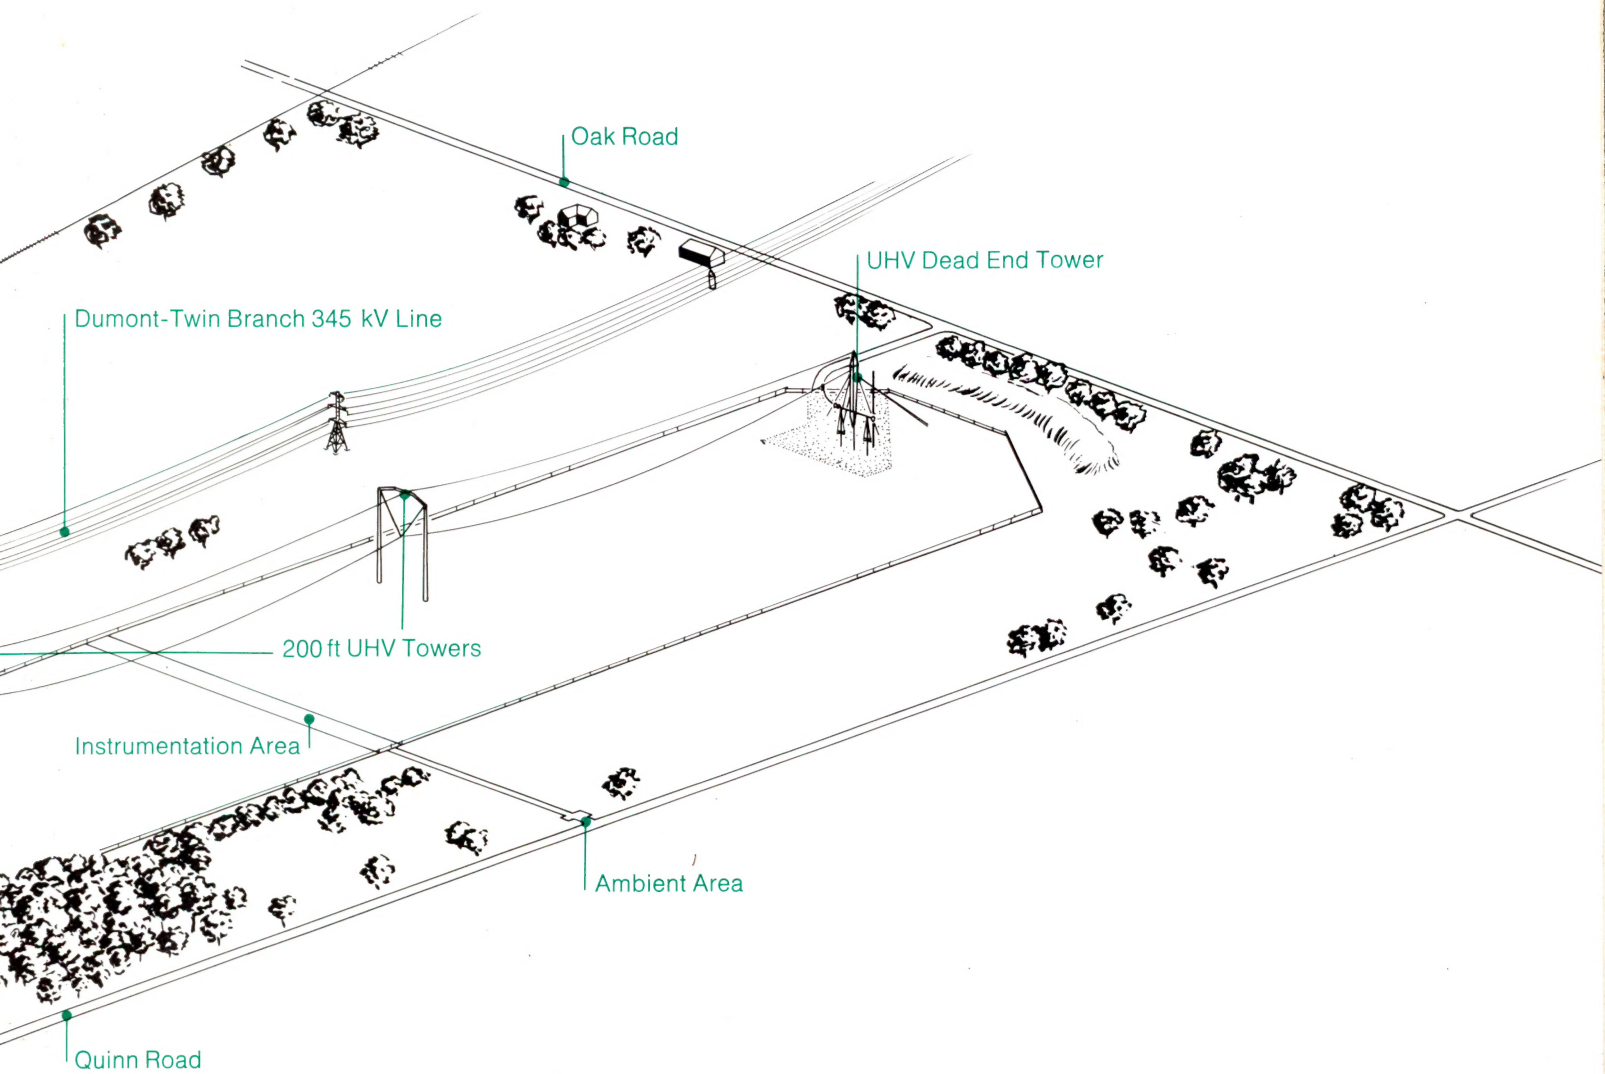 Oak Road
UHV Dead End Tower
Dumont-Twin Branch 345 kV Line
200 ft UHV Towers
Instrumentation Area
Ambient Area
Quinn Road